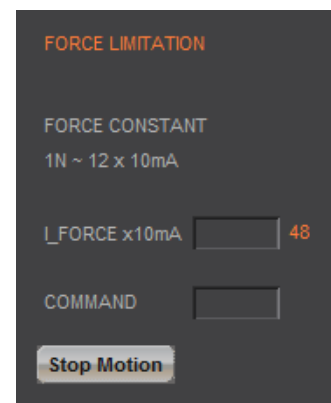 FORCE LIMITATION
FORCE CONSTANT
1N ~ 12 x 10mA
I_FORCE x10mA 48
COMMAND
Stop Motion